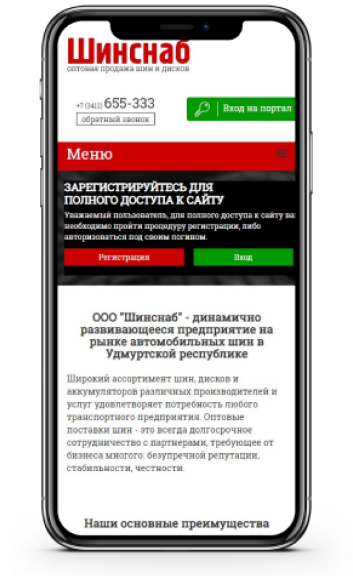 Шинснаб
оптовая продажа шин и дисков
+7 (3412) 655-333
обратный звонок
Вход на портал
Меню
ЗАРЕГИСТРИРУЙТЕСЬ ДЛЯ
ПОЛНОГО ДОСТУПА К САЙТУ
Уважаемый пользователь, для полного доступа к сайту ва
необходимо пройти процедуру регистрации, либо
авторизоваться под своим логином.
Регистрация
Вход
ООО "Шинснаб" - динамично
развивающееся предприятие на
рынке автомобильных шин в
Удмуртской республике
Широкий ассортимент шин, дисков и
аккумуляторов различных производителей и
услуг удовлетворяет потребность любого
транспортного предприятия. Оптовые
поставки шин - это всегда долгосрочное
сотрудничество с партнерами, требующее от
бизнеса многого: безупречной репутации,
стабильности, честности.
Наши основные преимущества